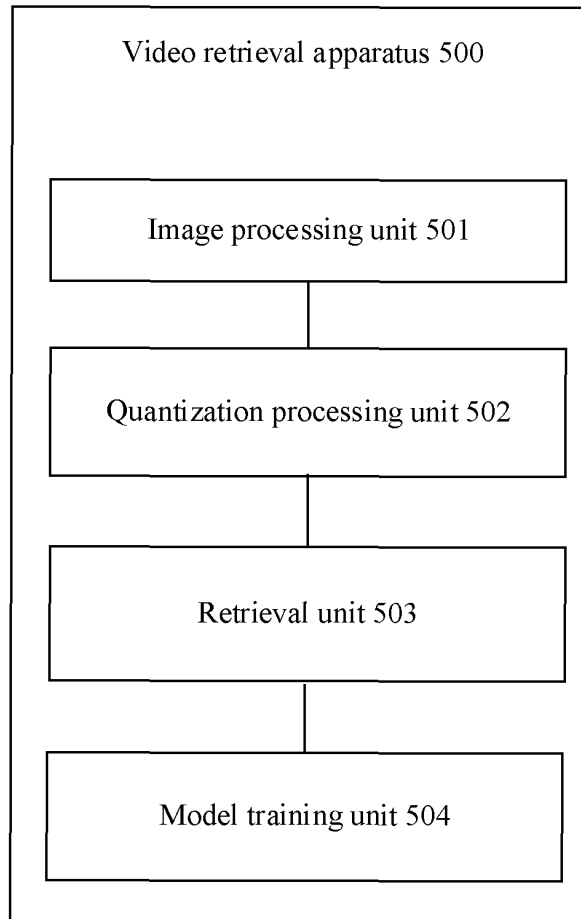 Video retrieval apparatus 500
Image processing unit 501
Quantization processing unit 502
Retrieval unit 503
Model training unit 504